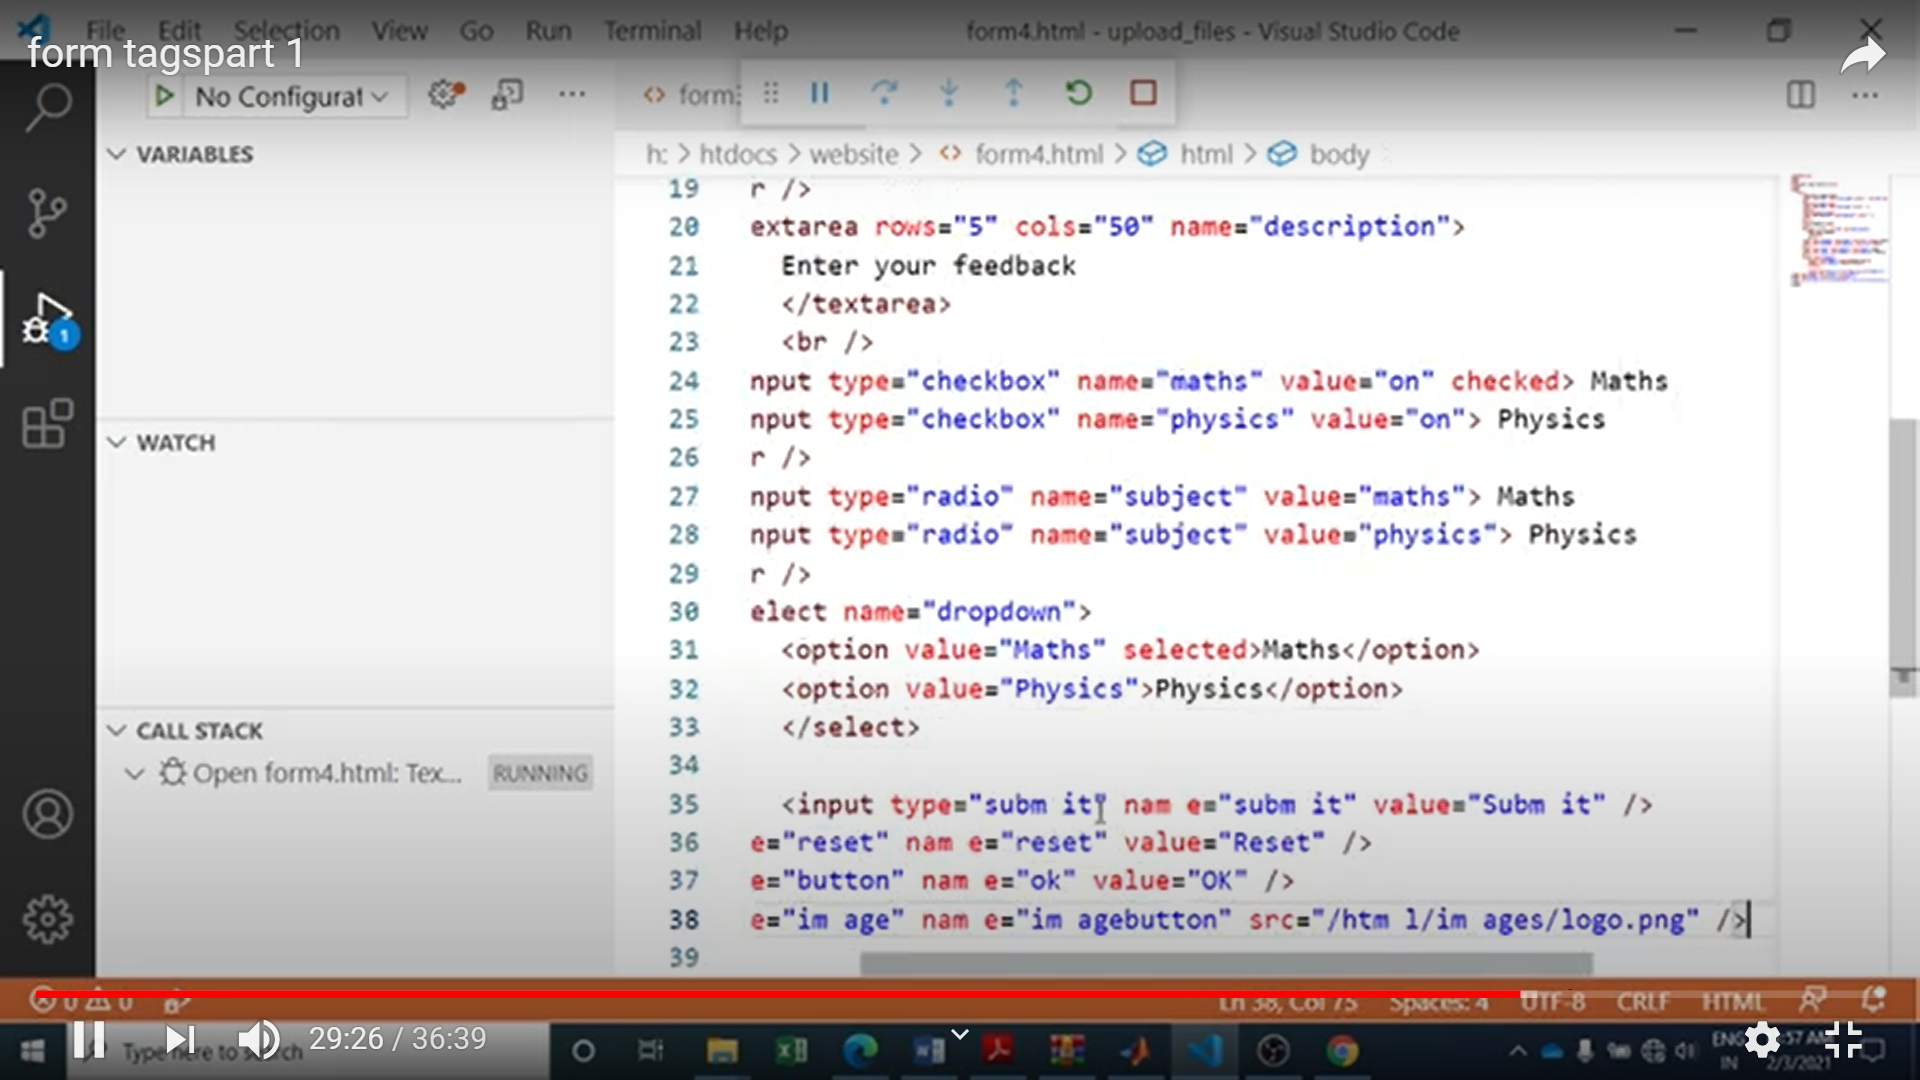 File Edit Selection View Go Run Terminal Help form4.html - upload_files - Visual Studio Code
form tagspart 1
No Configurat
form
h: > htdocs > website > form4.html > html > body
VARIABLES
19 r />
20 extarea rows="5" cols="50" name="description">
21 Enter your feedback
22 </textarea>
23 <br />
24 nput type="checkbox" name="maths" value="on" checked> Maths
25 nput type="checkbox" name="physics" value="on"> Physics
26 r />
27 nput type="radio" name="subject" value="maths"> Maths
28 nput type="radio" name="subject" value="physics"> Physics
29 r />
30 elect name="dropdown">
31 <option value="Maths" selected>Maths</option>
32 <option value="Physics">Physics</option>
33 </select>
34
35 <input type="subm it" nam e="subm it" value="Subm it" />
36 e="reset" nam e="reset" value="Reset" />
37 e="button" nam e="ok" value="OK" />
38 e="im age" nam e="im agebutton" src="/htm l/im ages/logo.png" />
39
WATCH
CALL STACK
Open form4.html: Tex... RUNNING
1
0 0 Ln 38, Col 75 Spaces: 4 UTF-8 CRLF HTML
29:26 / 36:39
Type here to search
ENG
IN
57 AM
2/3/2021